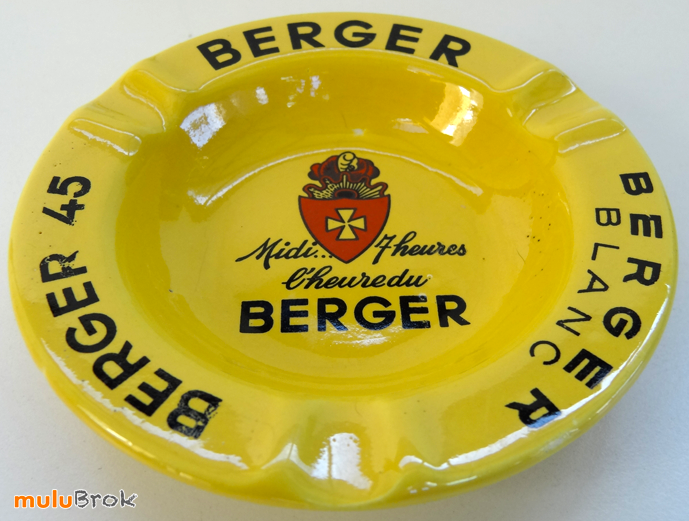 BERGER
BERGER 45
BERGER
BLANC
Midi... 7 heures
l'heure du
BERGER
muluBrok